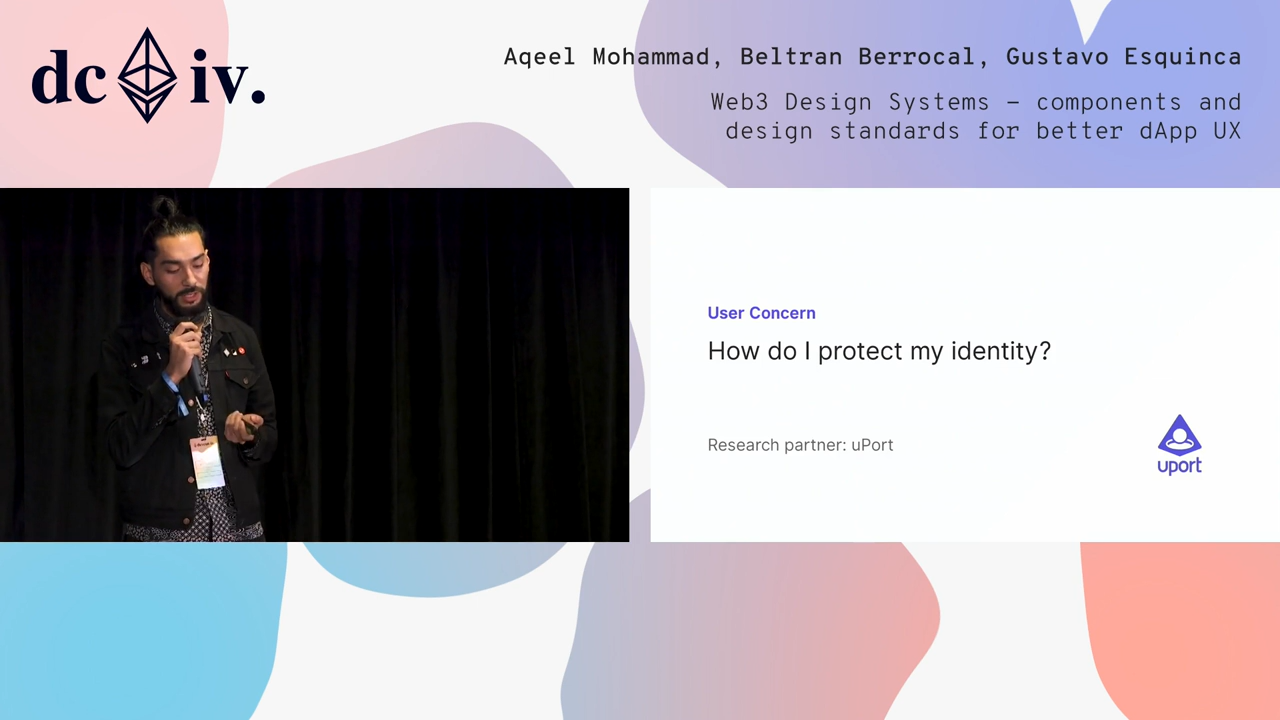 dc iv.
Aqeel Mohammad, Beltran Berrocal, Gustavo Esquinca
Web3 Design Systems – components and
design standards for better dApp UX
User Concern
How do I protect my identity?
Research partner: uPort
uport